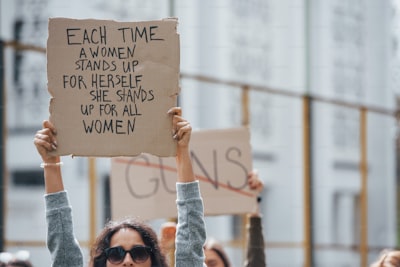 EACH TIME
A WOMEN
STANDS UP
FOR HERSELF
SHE STANDS
UP FOR ALL
WOMEN
GUNS